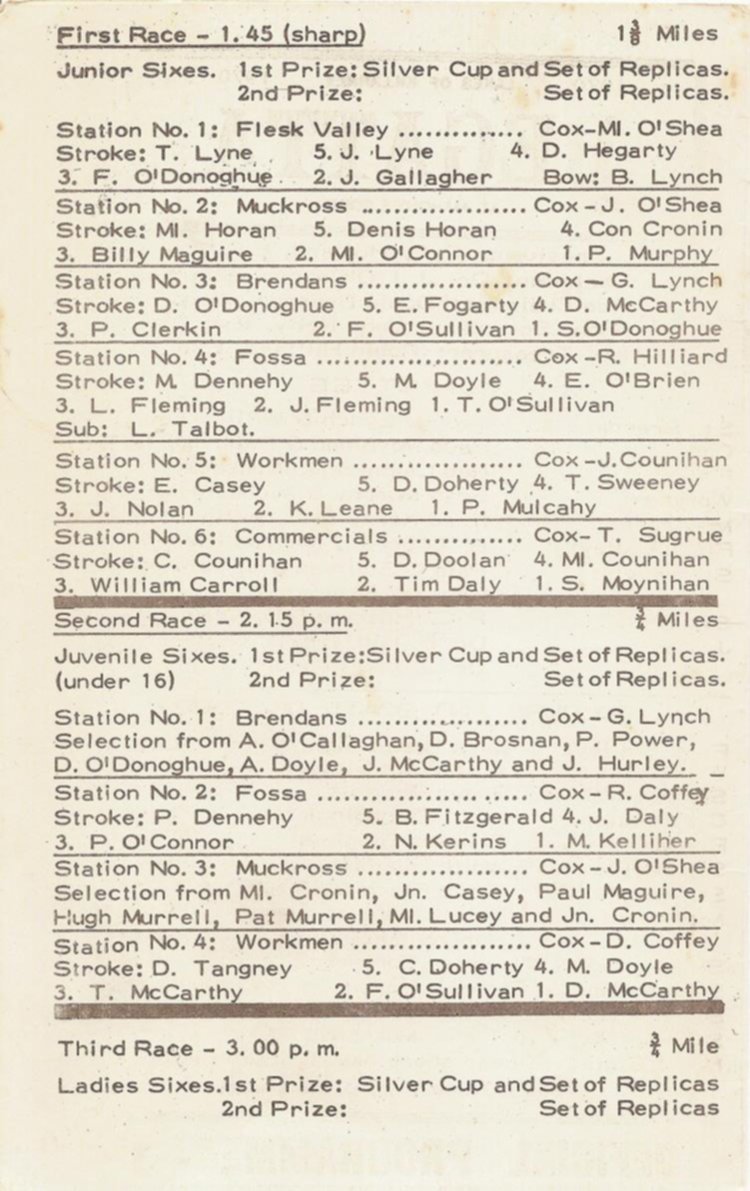 First Race - 1.45 (sharp) 1⅜ Miles
Junior Sixes. 1st Prize: Silver Cup and Set of Replicas.
2nd Prize: Set of Replicas.
Station No. 1: Flesk Valley .............. Cox-Ml. O'Shea
Stroke: T. Lyne 5. J. Lyne 4. D. Hegarty
3. F. O'Donoghue 2. J. Gallagher Bow: B. Lynch
Station No. 2: Muckross .................. Cox - J. O'Shea
Stroke: Ml. Horan 5. Denis Horan 4. Con Cronin
3. Billy Maguire 2. Ml. O'Connor 1. P. Murphy
Station No. 3: Brendans .................. Cox - G. Lynch
Stroke: D. O'Donoghue 5. E. Fogarty 4. D. McCarthy
3. P. Clerkin 2. F. O'Sullivan 1. S. O'Donoghue
Station No. 4: Fossa ...................... Cox -R. Hilliard
Stroke: M. Dennehy 5. M. Doyle 4. E. O'Brien
3. L. Fleming 2. J. Fleming 1. T. O'Sullivan
Sub: L. Talbot.
Station No. 5: Workmen .................. Cox -J. Counihan
Stroke: E. Casey 5. D. Doherty 4. T. Sweeney
3. J. Nolan 2. K. Leane 1. P. Mulcahy
Station No. 6: Commercials .............. Cox- T. Sugrue
Stroke: C. Counihan 5. D. Doolan 4. Ml. Counihan
3. William Carroll 2. Tim Daly 1. S. Moynihan
Second Race - 2. 15 p. m. ¾ Miles
Juvenile Sixes. 1st Prize: Silver Cup and Set of Replicas.
(under 16) 2nd Prize: Set of Replicas.
Station No. 1: Brendans .................. Cox - G. Lynch
Selection from A. O'Callaghan, D. Brosnan, P. Power,
D. O'Donoghue, A. Doyle, J. McCarthy and J. Hurley.
Station No. 2: Fossa ...................... Cox - R. Coffey
Stroke: P. Dennehy 5. B. Fitzgerald 4. J. Daly
3. P. O'Connor 2. N. Kerins 1. M. Kelliher
Station No. 3: Muckross .................. Cox - J. O'Shea
Selection from Ml. Cronin, Jn. Casey, Paul Maguire,
Hugh Murrell, Pat Murrell, Ml. Lucey and Jn. Cronin.
Station No. 4: Workmen ................... Cox - D. Coffey
Stroke: D. Tangney 5. C. Doherty 4. M. Doyle
3. T. McCarthy 2. F. O'Sullivan 1. D. McCarthy
Third Race - 3. 00 p. m. ¾ Mile
Ladies Sixes. 1st Prize: Silver Cup and Set of Replicas
2nd Prize: Set of Replicas